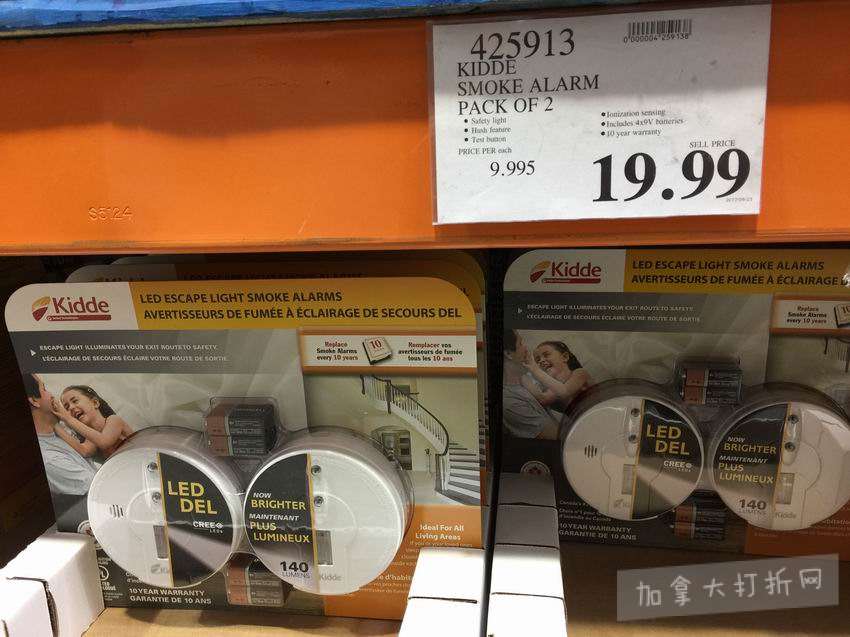 425913
0000004259138
KIDDE
SMOKE ALARM
PACK OF 2
• Safety light
• Hush feature
• Test button
• Ionization sensing
• Includes 4x9V batteries
• 10 year warranty
PRICE PER each
9.995
SELL PRICE
19.99
S5124
Kidde
LED ESCAPE LIGHT SMOKE ALARMS
AVERTISSEURS DE FUMÉE À ÉCLAIRAGE DE SECOURS DEL
ESCAPE LIGHT ILLUMINATES YOUR EXIT ROUTE TO SAFETY.
L'ÉCLAIRAGE DE SECOURS ÉCLAIRE VOTRE ROUTE DE SORTIE.
Replace
Smoke Alarms
every 10 years
10
Remplacer vos
avertisseurs de fumée
tous les 10 ans
LED
DEL
CREE
LEDS
NOW
BRIGHTER
MAINTENANT
PLUS
LUMINEUX
140
LUMENS
Kidde
Ideal For All
Living Areas
10 YEAR WARRANTY
GARANTIE DE 10 ANS
Kidde
LED ESCAPE LIGHT SMOKE ALARMS
AVERTISSEURS DE FUMÉE À ÉCLAIRAGE
ESCAPE LIGHT ILLUMINATES YOUR EXIT ROUTE TO SAFETY.
L'ÉCLAIRAGE DE SECOURS ÉCLAIRE VOTRE ROUTE DE SORTIE.
Replace
Smoke Alarms
every 10 years
LED
DEL
CREE
LEDS
NOW
BRIGHTER
MAINTENANT
PLUS
LUMINEUX
140
LUMENS
Kidde
10 YEAR WARRANTY
GARANTIE DE 10 ANS
加拿大打折网